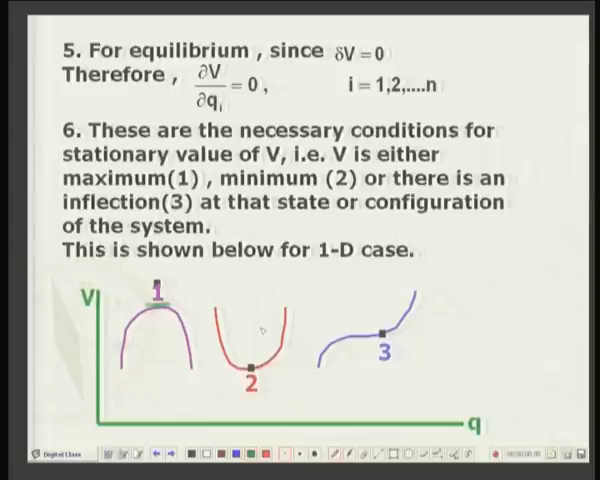 5. For equilibrium , since δV = 0
Therefore , ∂V/∂qᵢ = 0 , i = 1,2,....n
6. These are the necessary conditions for
stationary value of V, i.e. V is either
maximum(1) , minimum (2) or there is an
inflection(3) at that state or configuration
of the system.
This is shown below for 1-D case.
V
1
2
3
q
Digital Class